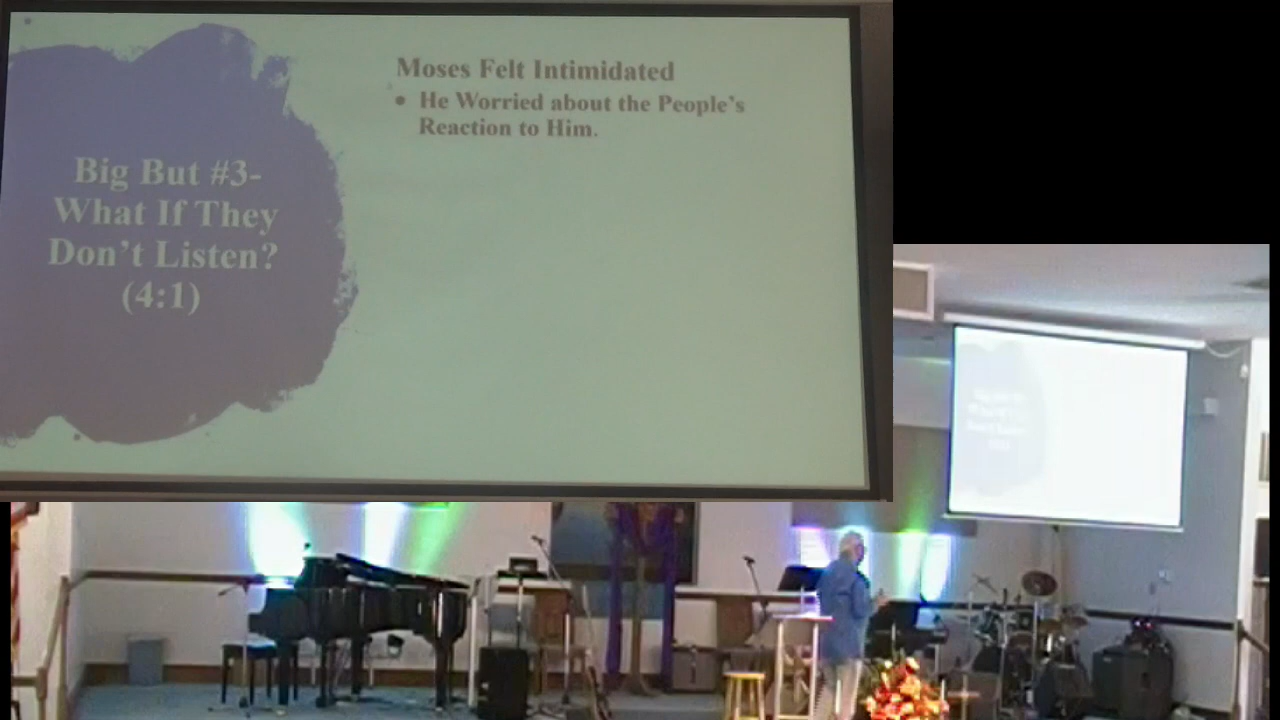 Big But #3-
What If They
Don't Listen?
(4:1)
Moses Felt Intimidated
• He Worried about the People's
Reaction to Him.